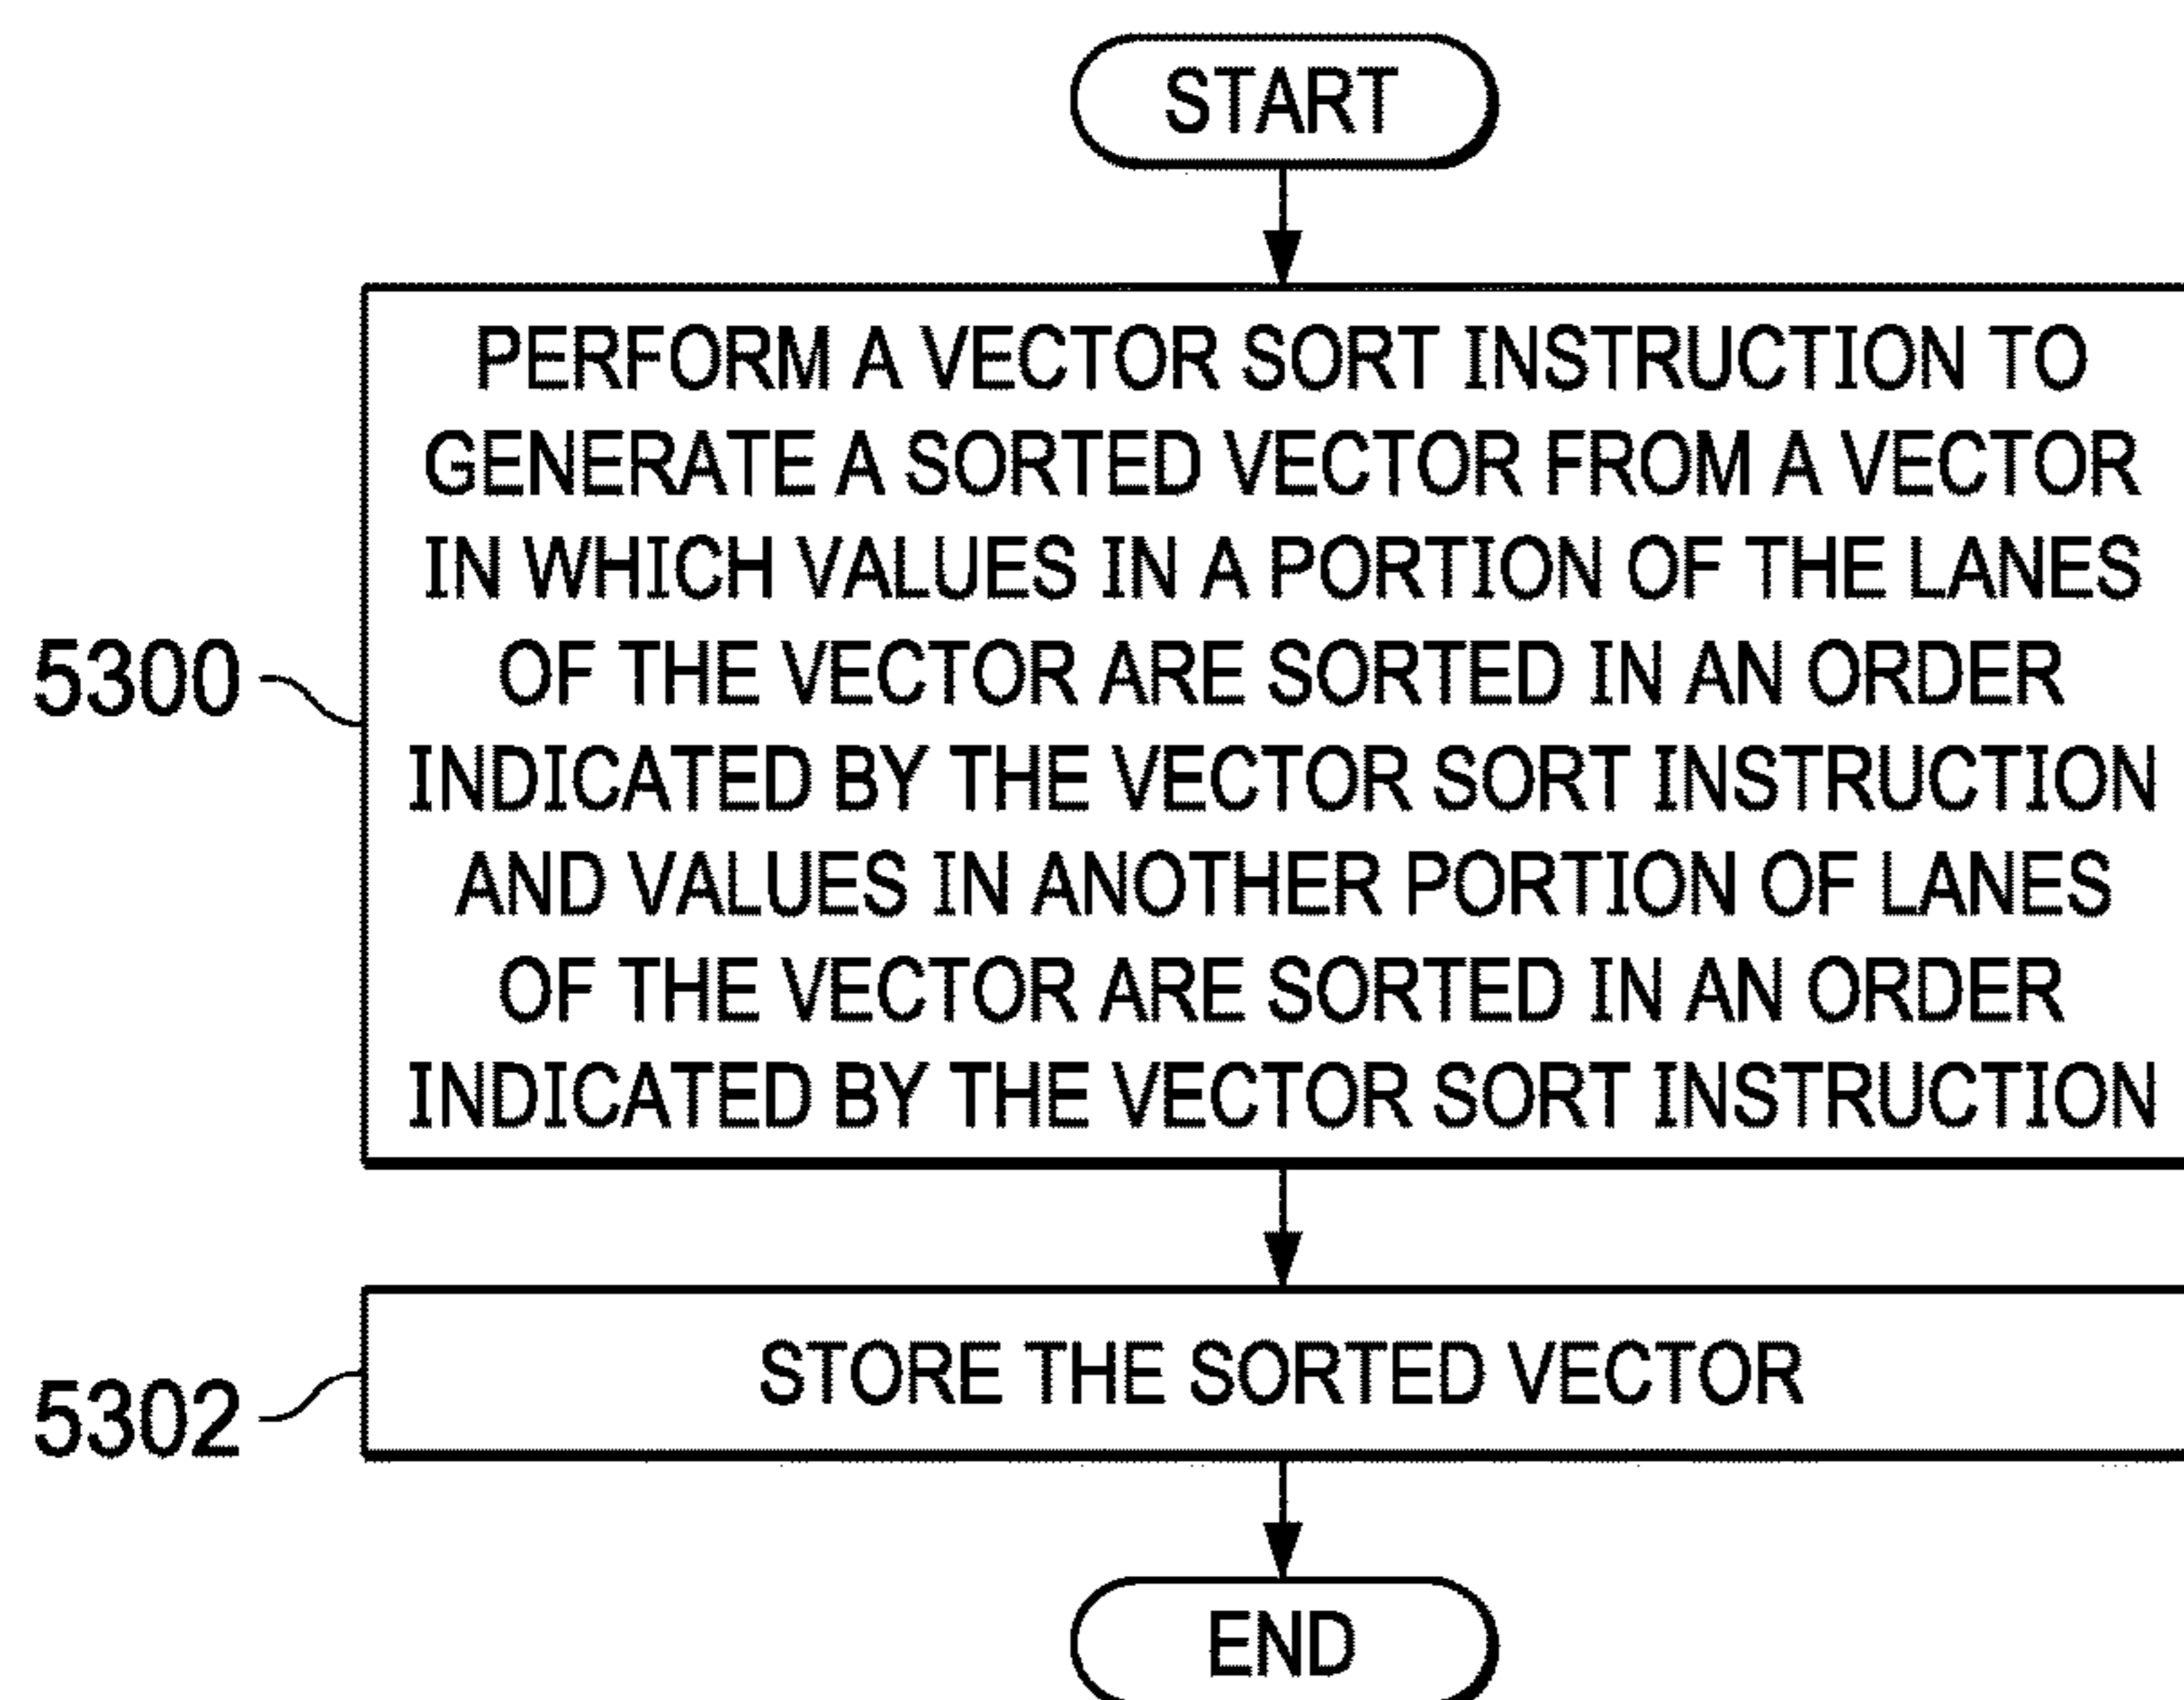 START
PERFORM A VECTOR SORT INSTRUCTION TO
GENERATE A SORTED VECTOR FROM A VECTOR
IN WHICH VALUES IN A PORTION OF THE LANES
OF THE VECTOR ARE SORTED IN AN ORDER
INDICATED BY THE VECTOR SORT INSTRUCTION
AND VALUES IN ANOTHER PORTION OF LANES
OF THE VECTOR ARE SORTED IN AN ORDER
INDICATED BY THE VECTOR SORT INSTRUCTION
5300
STORE THE SORTED VECTOR
5302
END